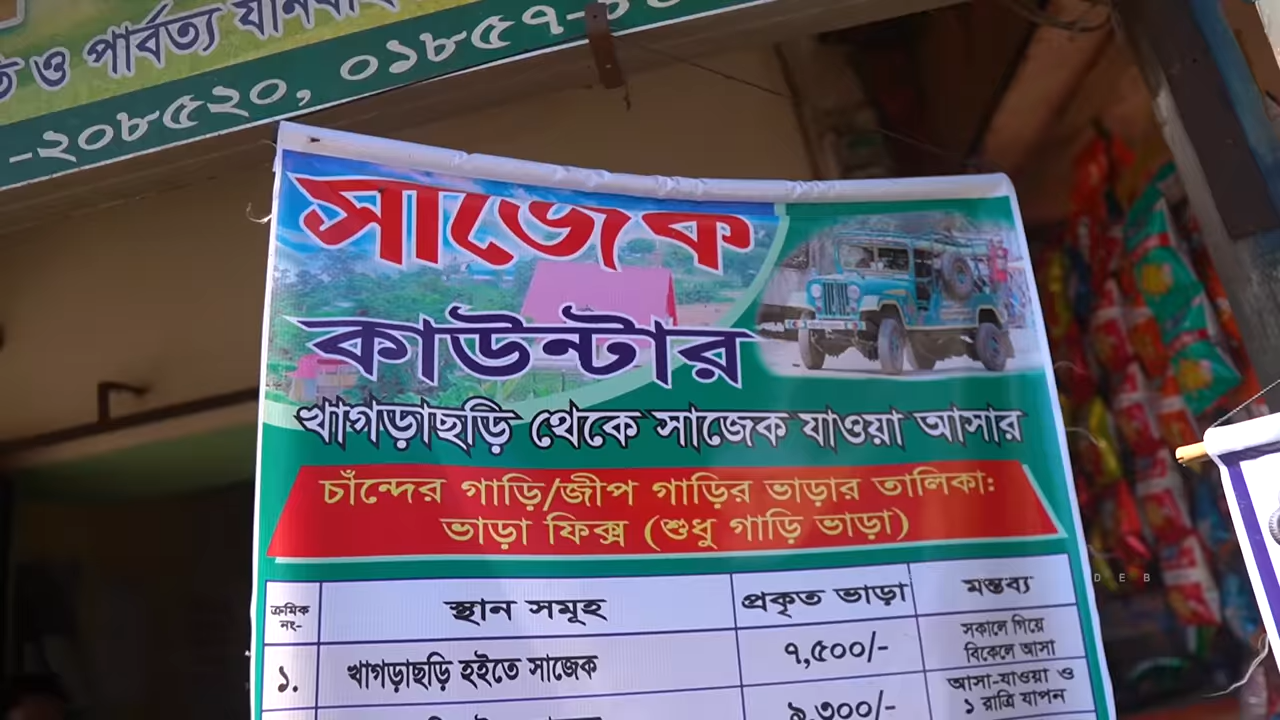 ও পার্বত্য
-২০৮৫২০, ০১৮৫৭-
সাজেক
কাউন্টার
খাগড়াছড়ি থেকে সাজেক যাওয়া আসার
চাঁন্দের গাড়ি/জীপ গাড়ির ভাড়ার তালিকা:
ভাড়া ফিক্স (শুধু গাড়ি ভাড়া)
ক্রমিক নং- স্থান সমূহ প্রকৃত ভাড়া মন্তব্য
১. খাগড়াছড়ি হইতে সাজেক ৭,৫০০/- সকালে গিয়ে বিকেলে আসা
৯,৩০০/- আসা-যাওয়া ও ১ রাত্রি যাপন
DEB